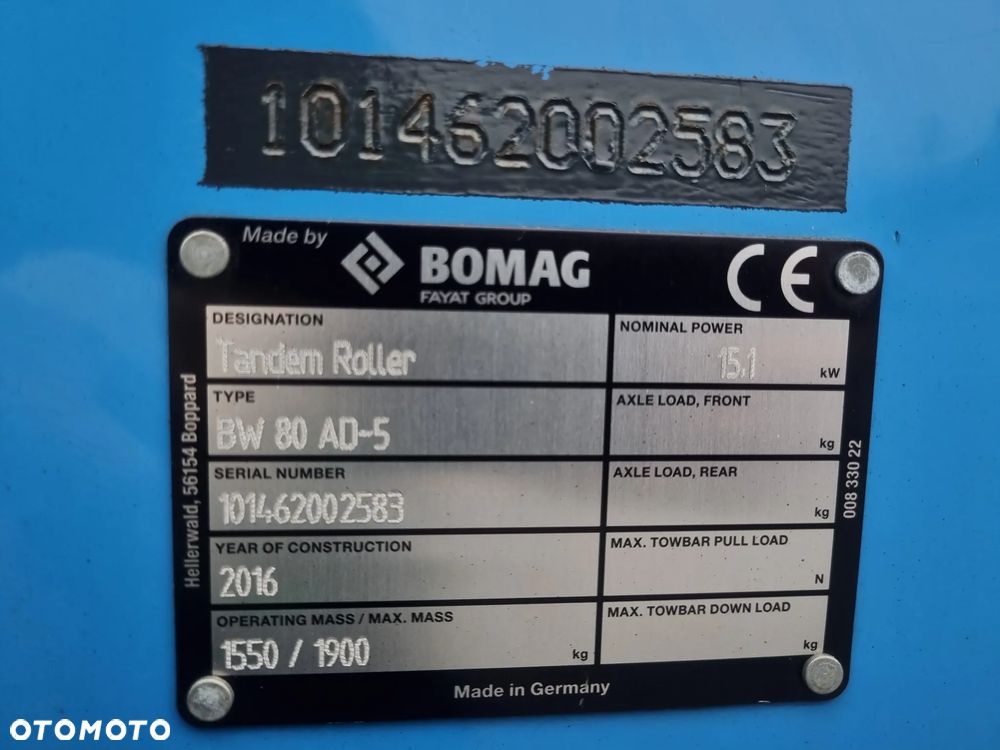 101462002583
Made by BOMAG CE
FAYAT GROUP
DESIGNATION
Tandem Roller
NOMINAL POWER
15,1 kW
TYPE
BW 80 AD-5
AXLE LOAD, FRONT
kg
SERIAL NUMBER
101462002583
AXLE LOAD, REAR
kg
YEAR OF CONSTRUCTION
2016
MAX. TOWBAR PULL LOAD
N
OPERATING MASS / MAX. MASS
1550 / 1900 kg
MAX. TOWBAR DOWN LOAD
kg
Made in Germany
Hellerwald, 56154 Boppard
008 330 22
OTOMOTO